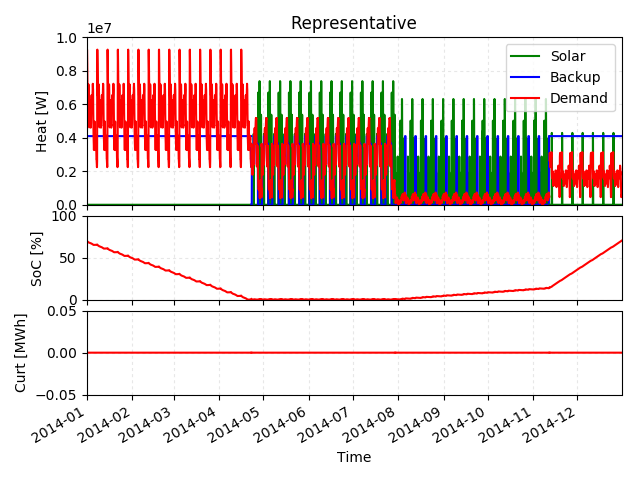 Representative
1e7
1.0
0.8
0.6
0.4
0.2
0.0
Heat [W]
Solar
Backup
Demand
100
50
0
SoC [%]
0.05
0.00
−0.05
Curt [MWh]
2014-01
2014-02
2014-03
2014-04
2014-05
2014-06
2014-07
2014-08
2014-09
2014-10
2014-11
2014-12
Time